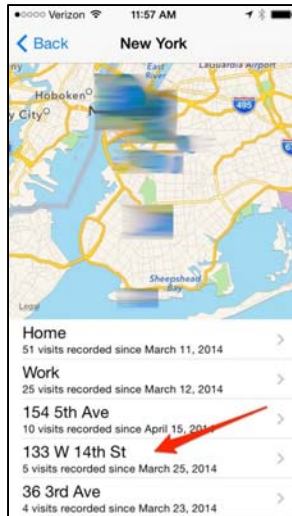 Verizon 11:57 AM
Back New York
East
River
LaGuardia Airport
Hoboken
y City
495
Sheepshead
Bay
Legal
Home
51 visits recorded since March 11, 2014
Work
25 visits recorded since March 12, 2014
154 5th Ave
10 visits recorded since April 15, 2014
133 W 14th St
5 visits recorded since March 25, 2014
36 3rd Ave
4 visits recorded since March 23, 2014